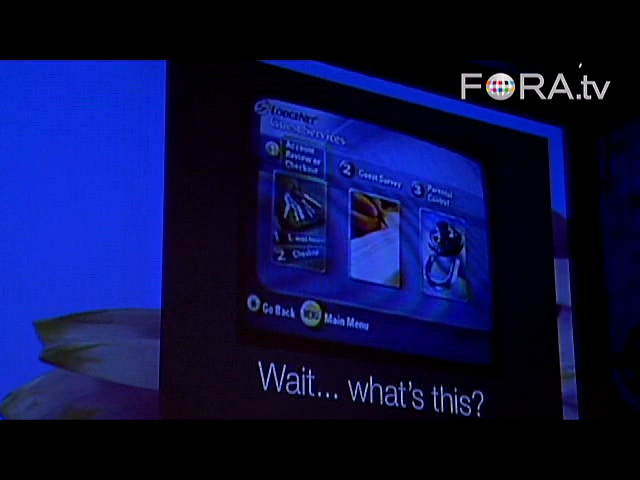 FORA.tv
LODGENET
Guest Services
1 Account Review or Checkout
2 Guest Survey
3 Parental Control
1
2 Checkout
Go Back MENU Main Menu
Wait... what's this?